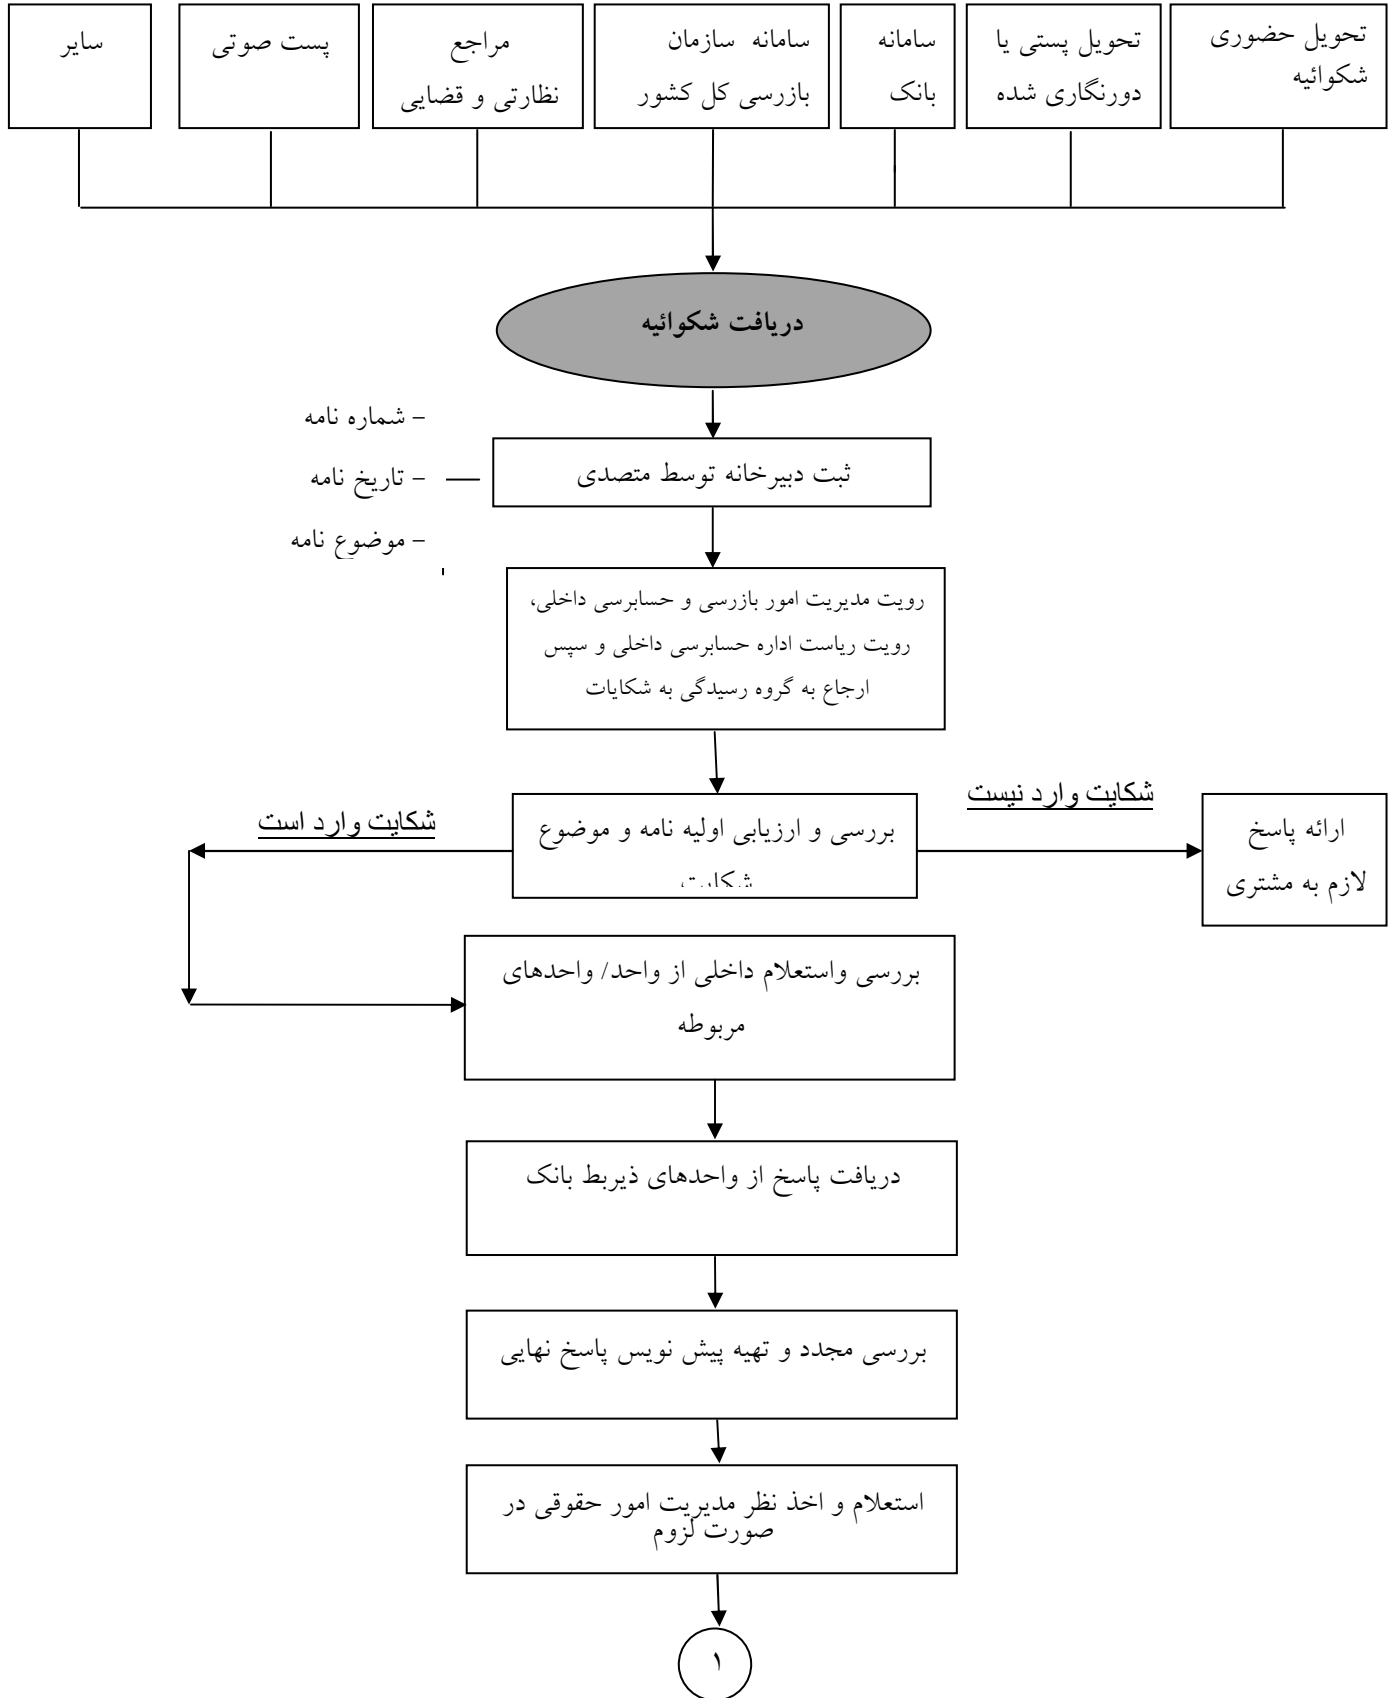 تحویل حضوری
شکوائیه
تحویل پستی یا
دورنگاری شده
سامانه
بانک
سامانه سازمان
بازرسی کل کشور
مراجع
نظارتی و قضایی
پست صوتی
سایر
دریافت شکوائیه
ثبت دبیرخانه توسط متصدی
– شماره نامه
– تاریخ نامه
– موضوع نامه
رویت مدیریت امور بازرسی و حسابرسی داخلی،
رویت ریاست اداره حسابرسی داخلی و سپس
ارجاع به گروه رسیدگی به شکایات
بررسی و ارزیابی اولیه نامه و موضوع
شکایت
شکایت وارد نیست
ارائه پاسخ
لازم به مشتری
شکایت وارد است
بررسی واستعلام داخلی از واحد/ واحدهای
مربوطه
دریافت پاسخ از واحدهای ذیربط بانک
بررسی مجدد و تهیه پیش نویس پاسخ نهایی
استعلام و اخذ نظر مدیریت امور حقوقی در
صورت لزوم
۱